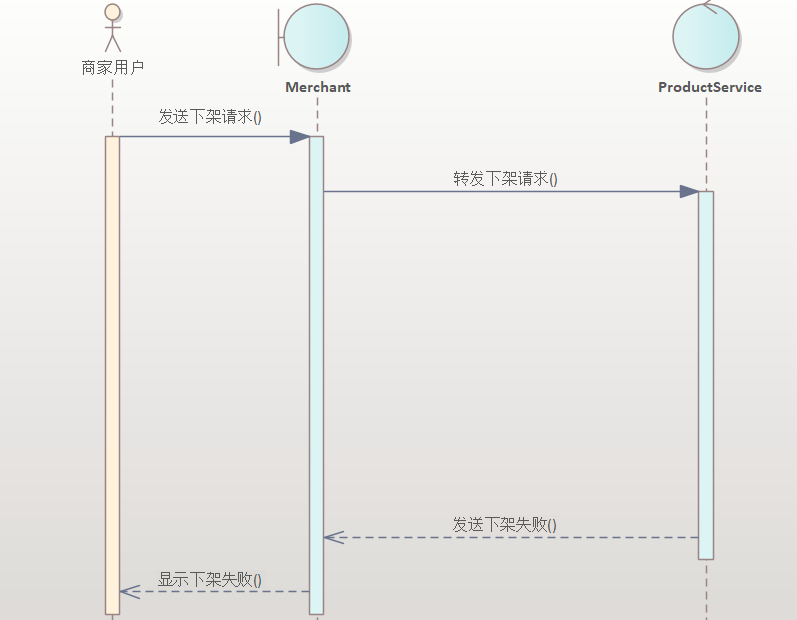 商家用户
Merchant
ProductService
发送下架请求()
转发下架请求()
发送下架失败()
显示下架失败()